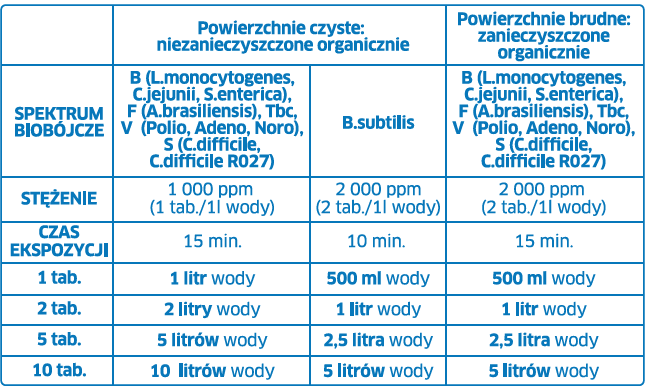 Powierzchnie czyste:
niezanieczyszczone organicznie
Powierzchnie brudne:
zanieczyszczone
organicznie
SPEKTRUM
BIOBÓJCZE
B (L.monocytogenes,
C.jejunii, S.enterica),
F (A.brasiliensis), Tbc,
V (Polio, Adeno, Noro),
S (C.difficile,
C.difficile R027)
B.subtilis
B (L.monocytogenes,
C.jejunii, S.enterica),
F (A.brasiliensis), Tbc,
V (Polio, Adeno, Noro),
S (C.difficile,
C.difficile R027)
STĘŻENIE
1 000 ppm
(1 tab./1l wody)
2 000 ppm
(2 tab./1l wody)
2 000 ppm
(2 tab./1l wody)
CZAS
EKSPOZYCJI
15 min.
10 min.
15 min.
1 tab.
1 litr wody
500 ml wody
500 ml wody
2 tab.
2 litry wody
1 litr wody
1 litr wody
5 tab.
5 litrów wody
2,5 litra wody
2,5 litra wody
10 tab.
10 litrów wody
5 litrów wody
5 litrów wody